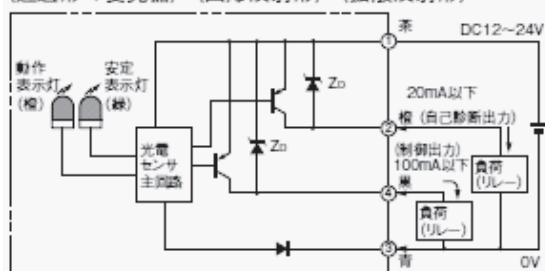 ① 茶
DC12~24V
動作
表示灯
(橙)
安定
表示灯
(緑)
ZD
ZD
20mA以下
② 橙 (自己診断出力)
光電
センサ
主回路
(制御出力)
100mA以下
④ 黒
負荷
(リレー)
負荷
(リレー)
③ 青
0V